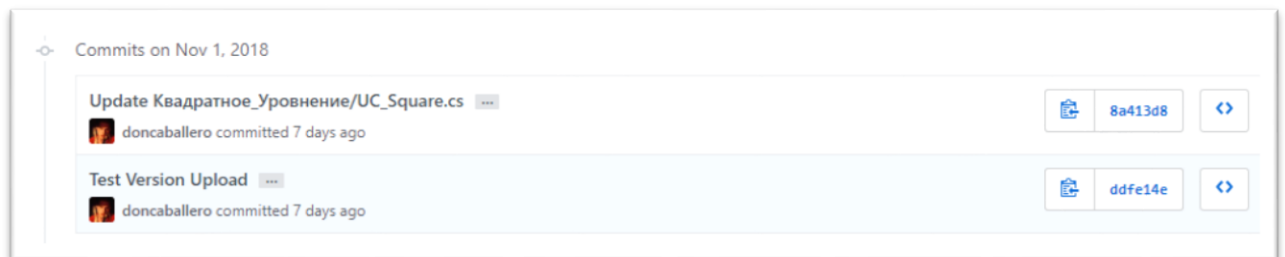 Commits on Nov 1, 2018
Update Квадратное_Уровнение/UC_Square.cs ...
doncaballero committed 7 days ago
8a413d8
Test Version Upload ...
doncaballero committed 7 days ago
ddfe14e